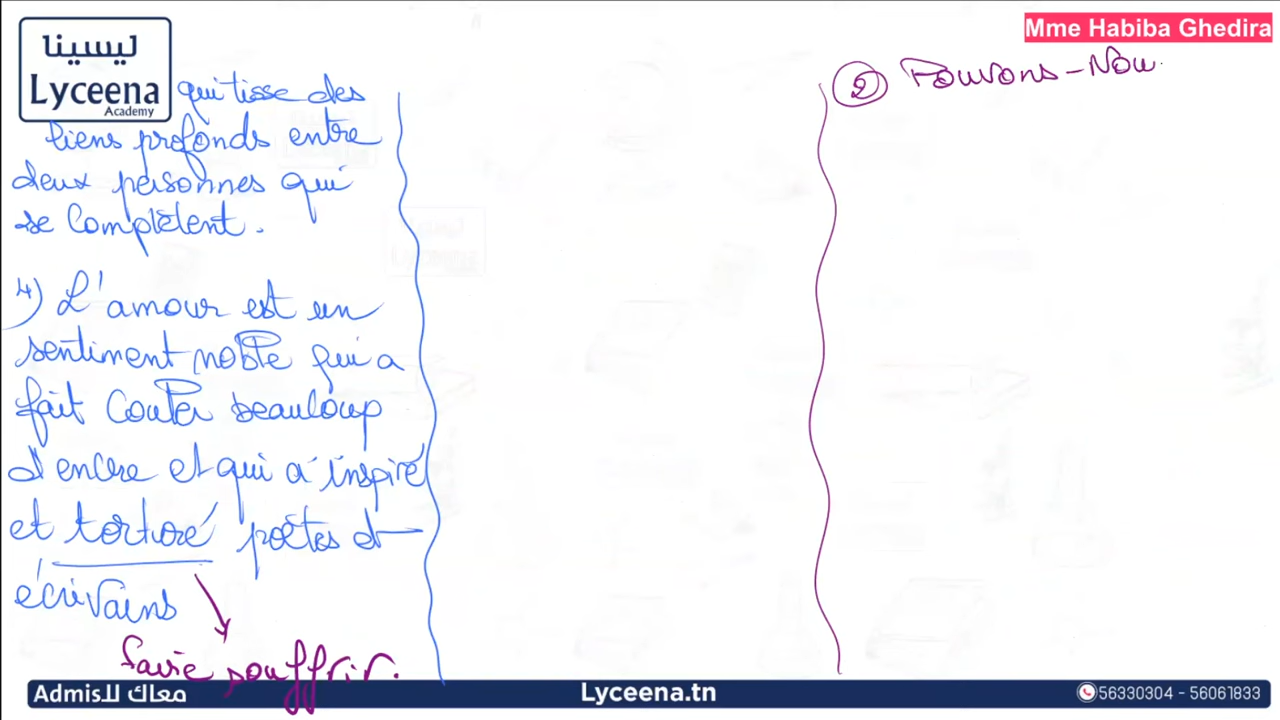 ليسينا
Lyceena
Academy
Mme Habiba Ghedira
qui tisse des
liens profonds entre
deux personnes qui
se complètent.
4) L'amour est un
sentiment noble qui a
fait couler beaucoup
d'encre et qui a inspiré
et torturé poètes et
écrivains
faire souffrir.
② Pouvons-Nou
Admis معاك للـ
Lyceena.tn
56330304 - 56061833